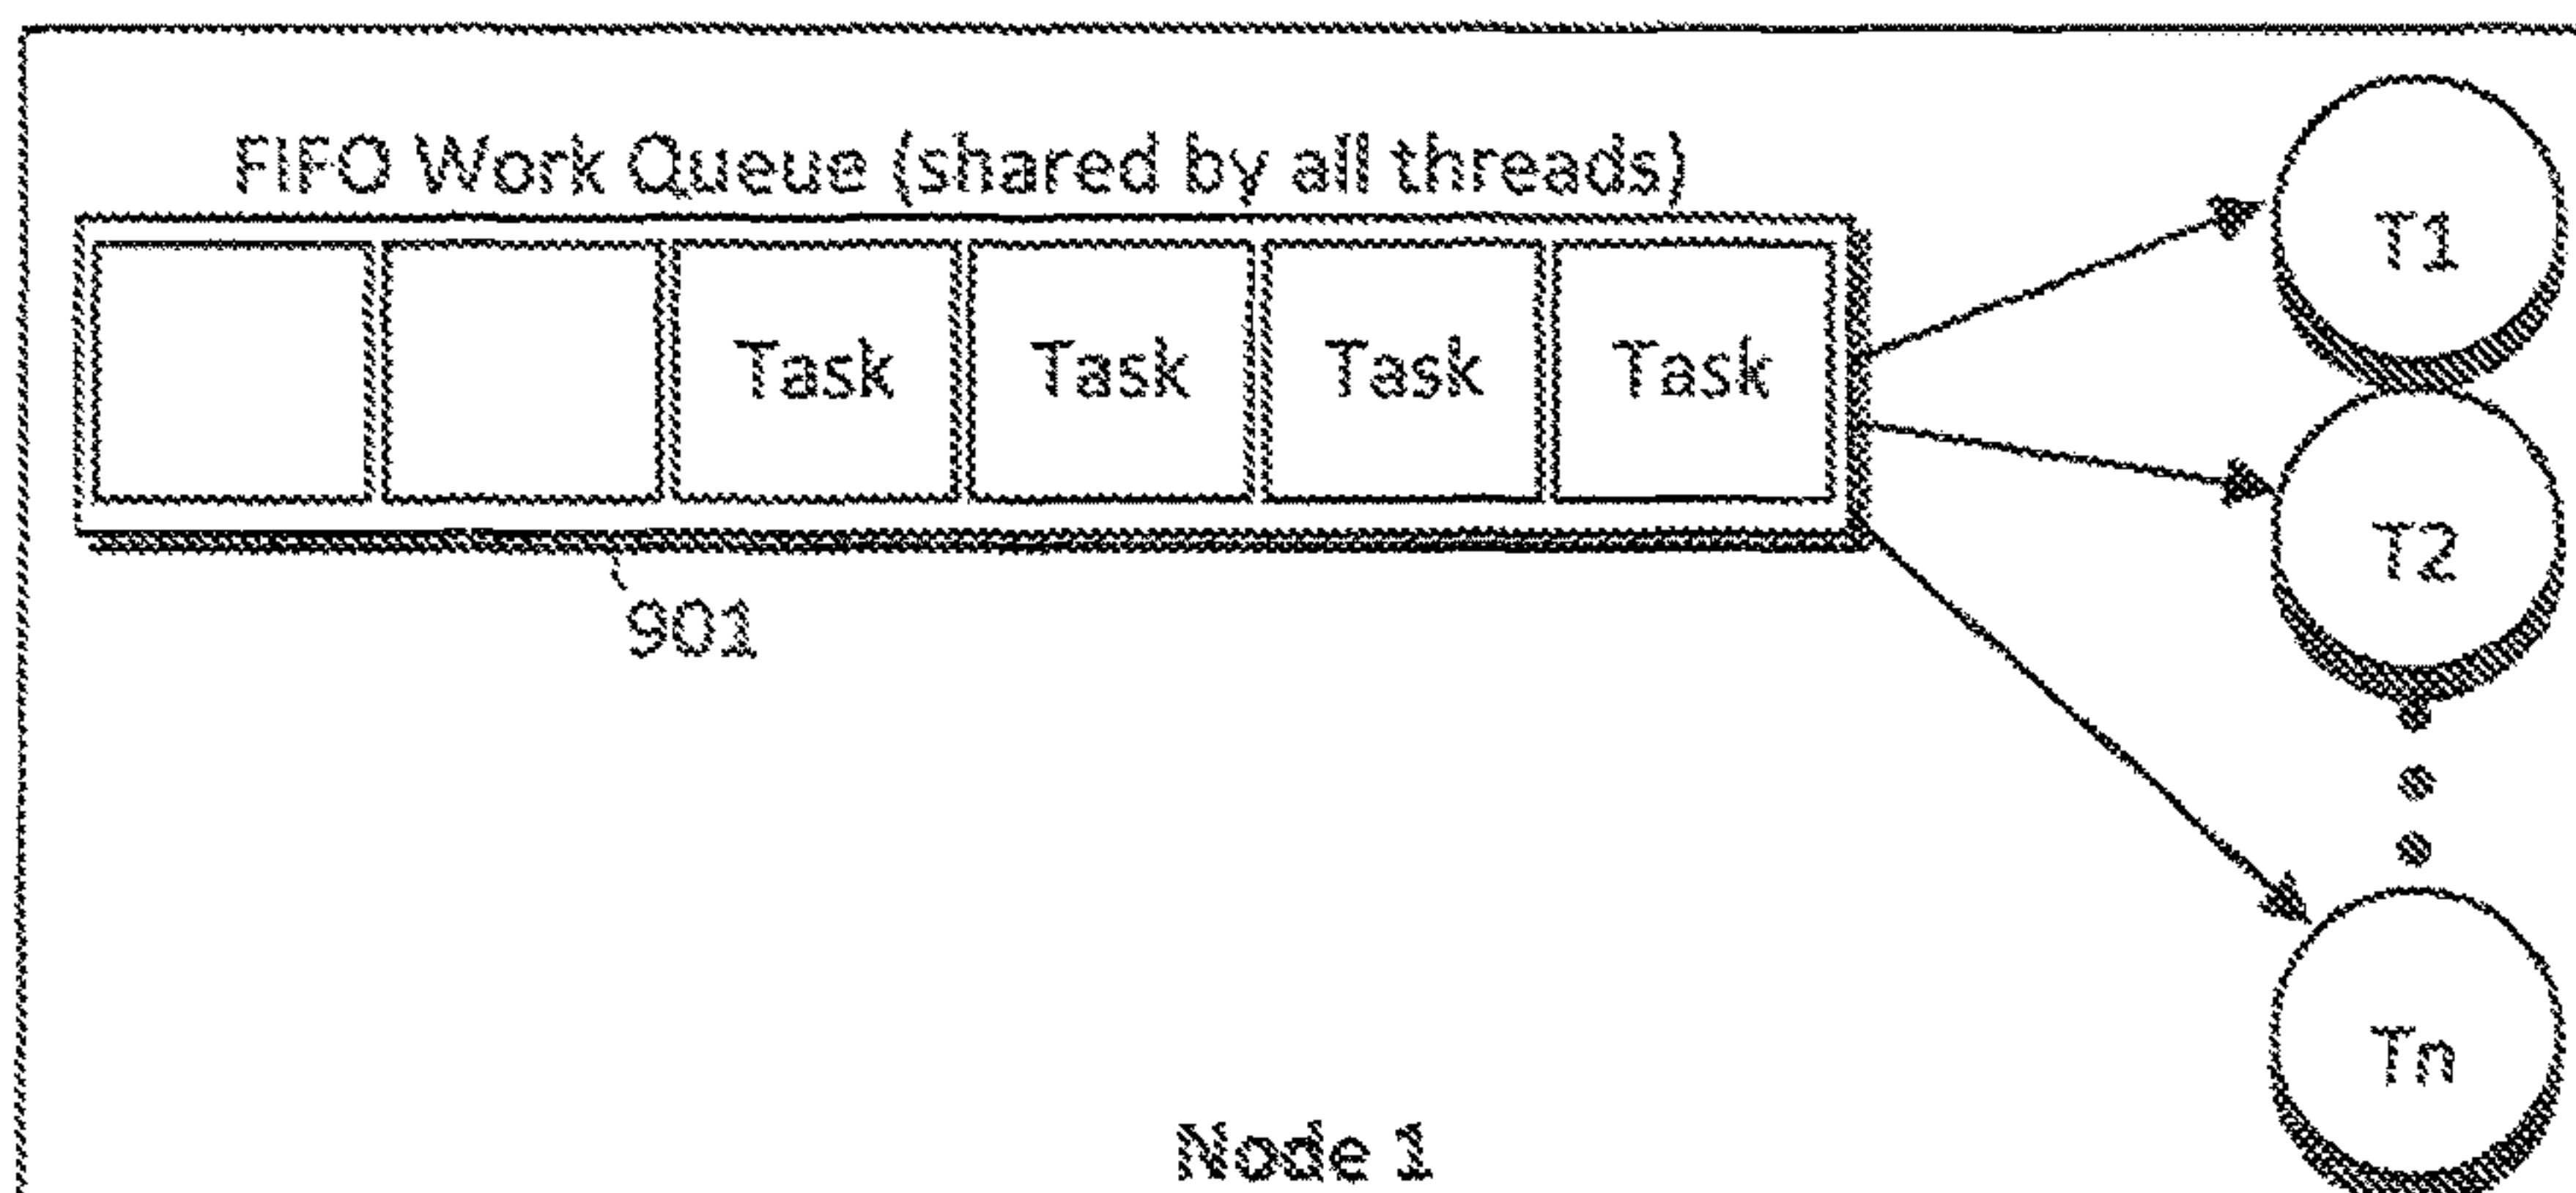 FIFO Work Queue (shared by all threads)
T1
Task Task Task Task
T2
901
Tn
Node 1